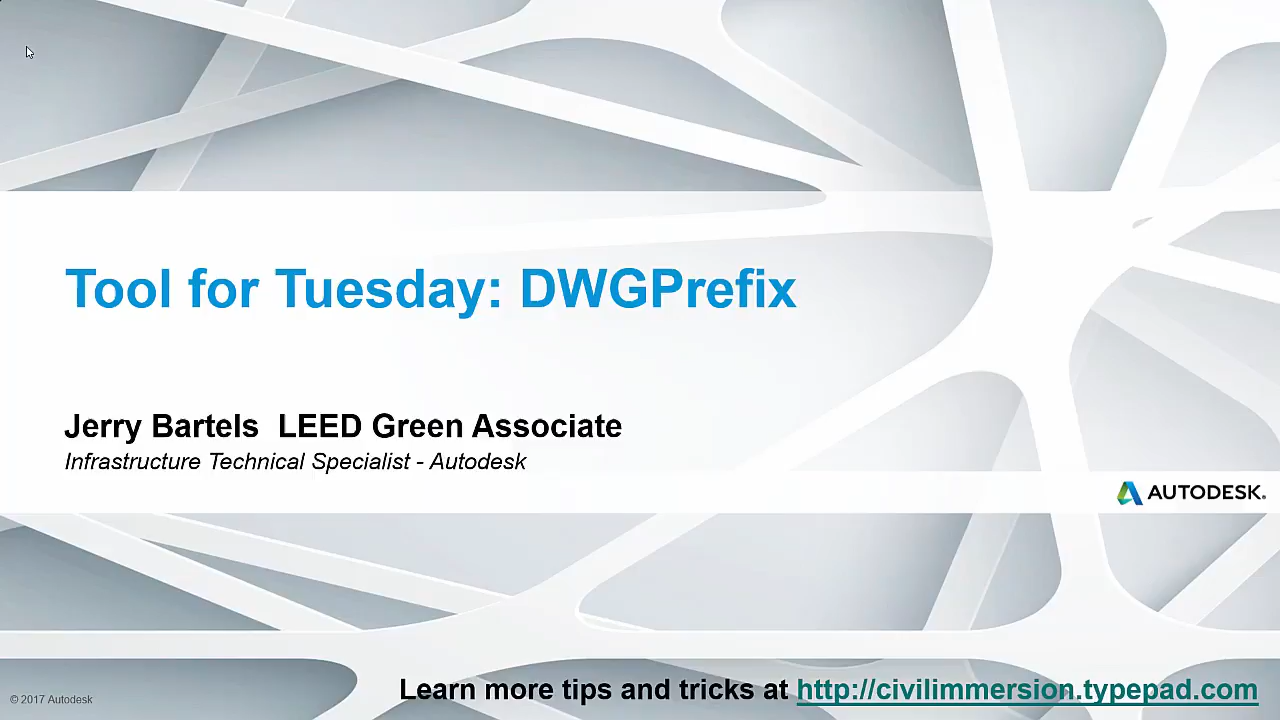 Tool for Tuesday: DWGPrefix
Jerry Bartels  LEED Green Associate
Infrastructure Technical Specialist - Autodesk
AUTODESK.
Learn more tips and tricks at http://civilimmersion.typepad.com
© 2017 Autodesk